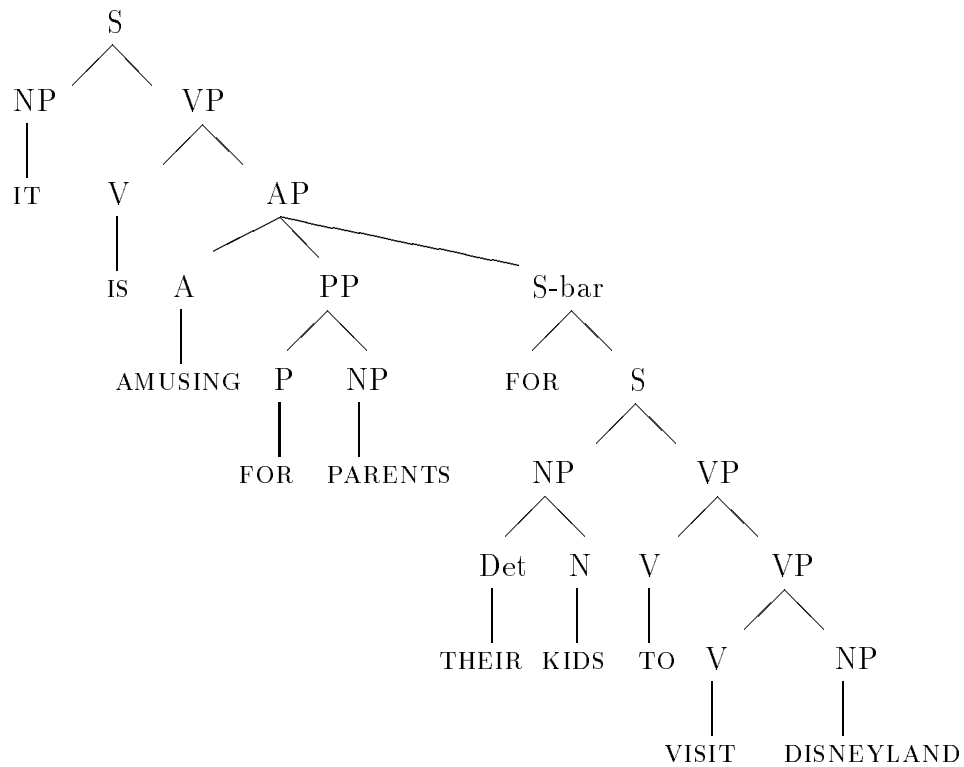 S
NP VP
IT V AP
IS A PP S-bar
AMUSING P NP FOR S
FOR PARENTS NP VP
Det N V VP
THEIR KIDS TO V NP
VISIT DISNEYLAND